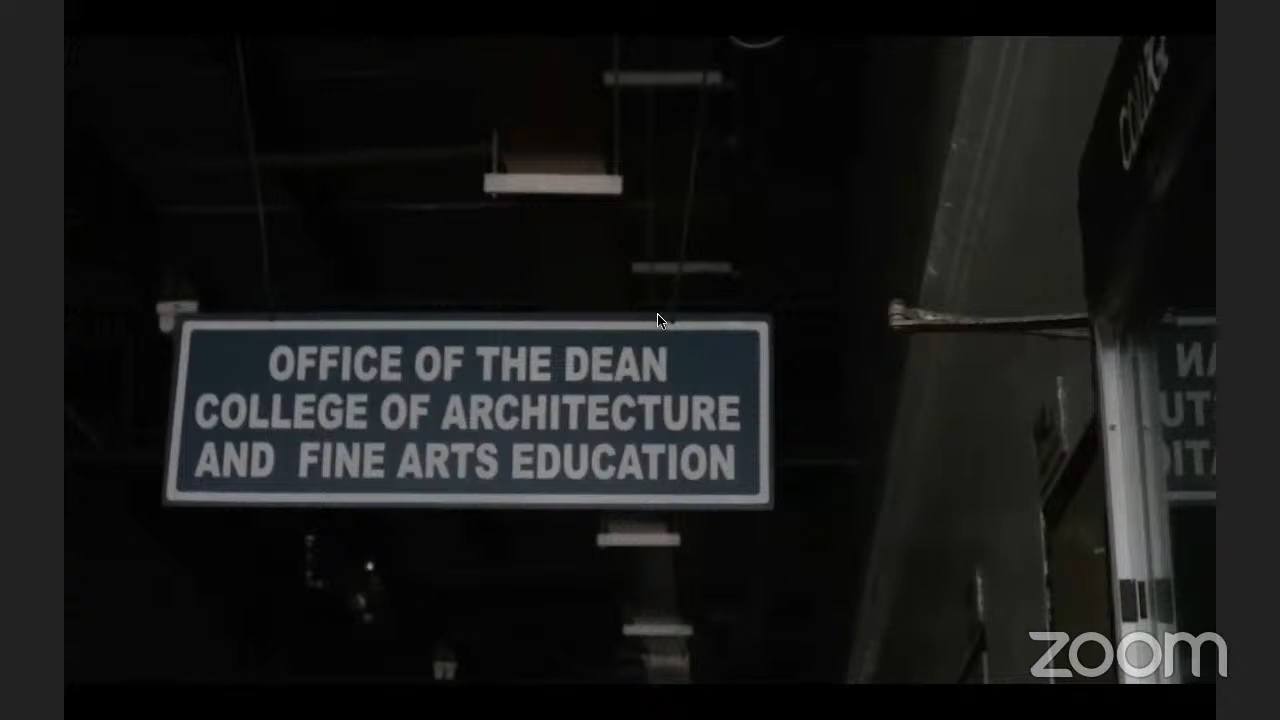 OFFICE OF THE DEAN
COLLEGE OF ARCHITECTURE
AND FINE ARTS EDUCATION
zoom